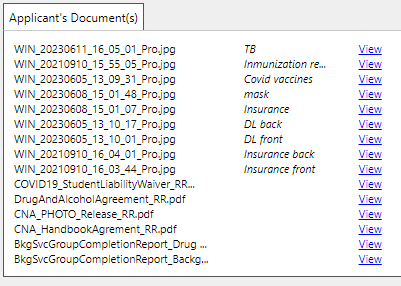 Applicant's Document(s)
WIN_20230611_16_05_01_Pro.jpg TB View
WIN_20210910_15_55_05_Pro.jpg Inmunization re... View
WIN_20230605_13_09_31_Pro.jpg Covid vaccines View
WIN_20230608_15_01_48_Pro.jpg mask View
WIN_20230608_15_01_07_Pro.jpg Insurance View
WIN_20230605_13_10_17_Pro.jpg DL back View
WIN_20230605_13_10_01_Pro.jpg DL front View
WIN_20210910_16_04_01_Pro.jpg Insurance back View
WIN_20210910_16_03_44_Pro.jpg Insurance front View
COVID19_StudentLiabilityWaiver_RR... View
DrugAndAlcoholAgreement_RR.pdf View
CNA_PHOTO_Release_RR.pdf View
CNA_HandbookAgrement_RR.pdf View
BkgSvcGroupCompletionReport_Drug ... View
BkgSvcGroupCompletionReport_Backg... View